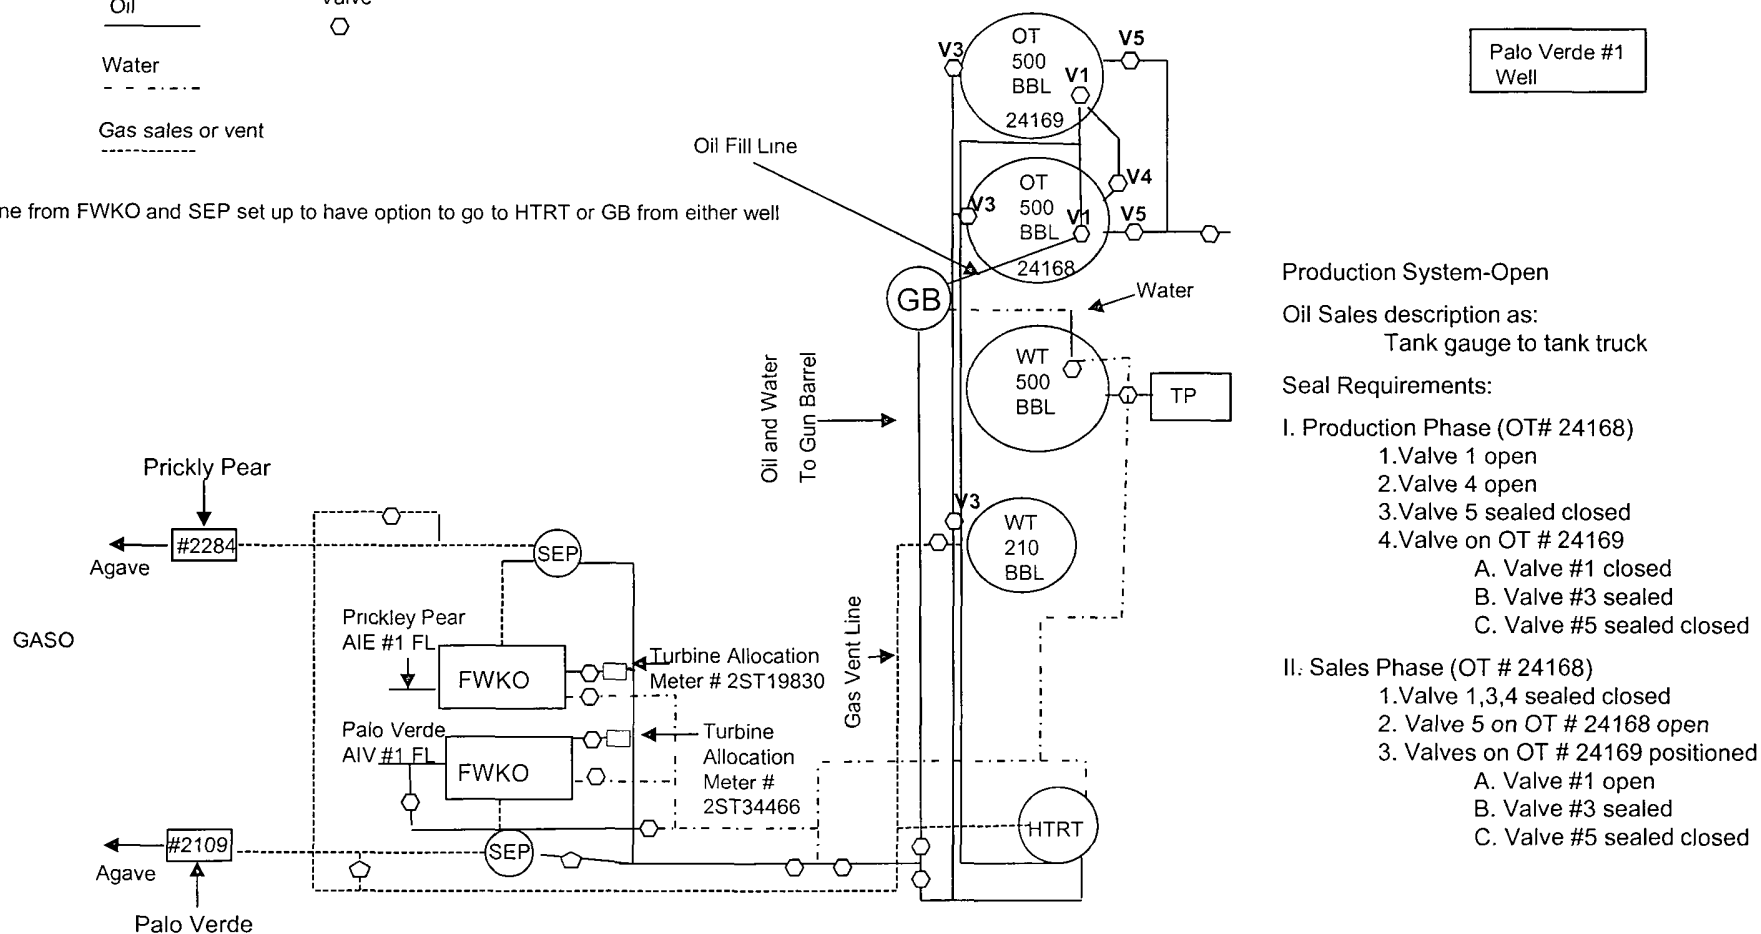 Oil
Valve
Water
Gas sales or vent
ne from FWKO and SEP set up to have option to go to HTRT or GB from either well
Oil Fill Line
V3
OT
500
BBL
24169
V1
V5
V4
V3
OT
500
BBL
24168
V1
V5
GB
Water
Oil and Water
To Gun Barrel
WT
500
BBL
TP
V3
WT
210
BBL
Gas Vent Line
HTRT
Prickly Pear
#2284
Agave
SEP
GASO
Prickley Pear
AIE #1 FL
FWKO
Turbine Allocation
Meter # 2ST19830
Palo Verde
AIV #1 FL
FWKO
Turbine
Allocation
Meter #
2ST34466
#2109
Agave
SEP
Palo Verde
Palo Verde #1
Well
Production System-Open
Oil Sales description as:
Tank gauge to tank truck
Seal Requirements:
I. Production Phase (OT# 24168)
1.Valve 1 open
2.Valve 4 open
3.Valve 5 sealed closed
4.Valve on OT # 24169
A. Valve #1 closed
B. Valve #3 sealed
C. Valve #5 sealed closed
II. Sales Phase (OT # 24168)
1.Valve 1,3,4 sealed closed
2. Valve 5 on OT # 24168 open
3. Valves on OT # 24169 positioned
A. Valve #1 open
B. Valve #3 sealed
C. Valve #5 sealed closed